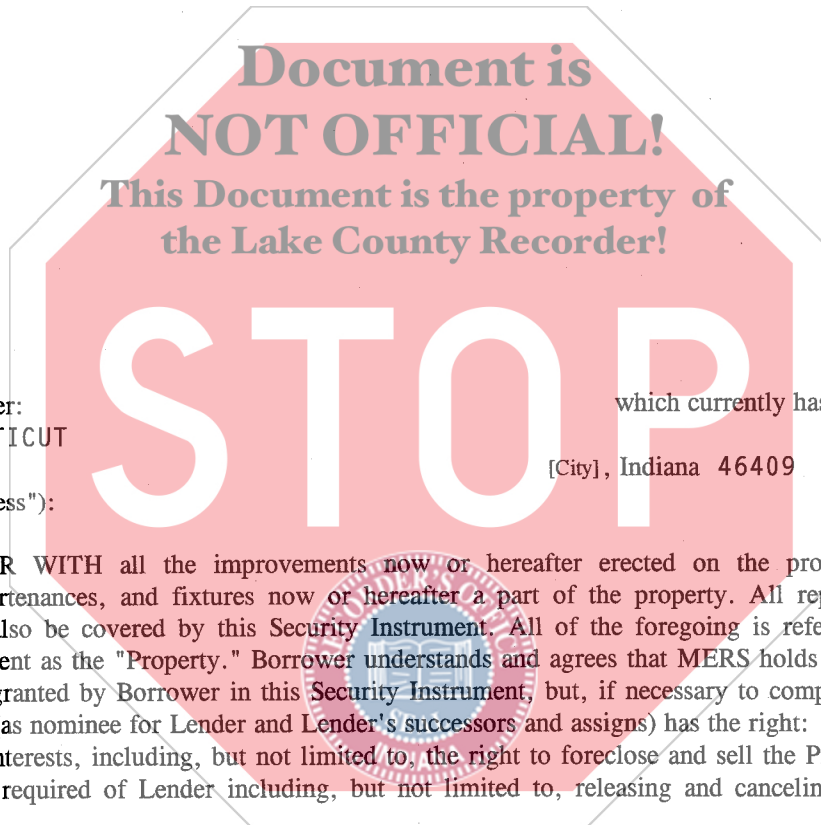 Document is
NOT OFFICIAL!
This Document is the property of
the Lake County Recorder!
STOP
er: which currently has
TICUT
[City], Indiana 46409
ess"):
R WITH all the improvements now or hereafter erected on the pro
rtenances, and fixtures now or hereafter a part of the property. All rep
lso be covered by this Security Instrument. All of the foregoing is refe
ent as the "Property." Borrower understands and agrees that MERS holds
granted by Borrower in this Security Instrument, but, if necessary to comp
as nominee for Lender and Lender's successors and assigns) has the right:
nterests, including, but not limited to, the right to foreclose and sell the P
required of Lender including, but not limited to, releasing and cancelin
SEAL
INDIANA